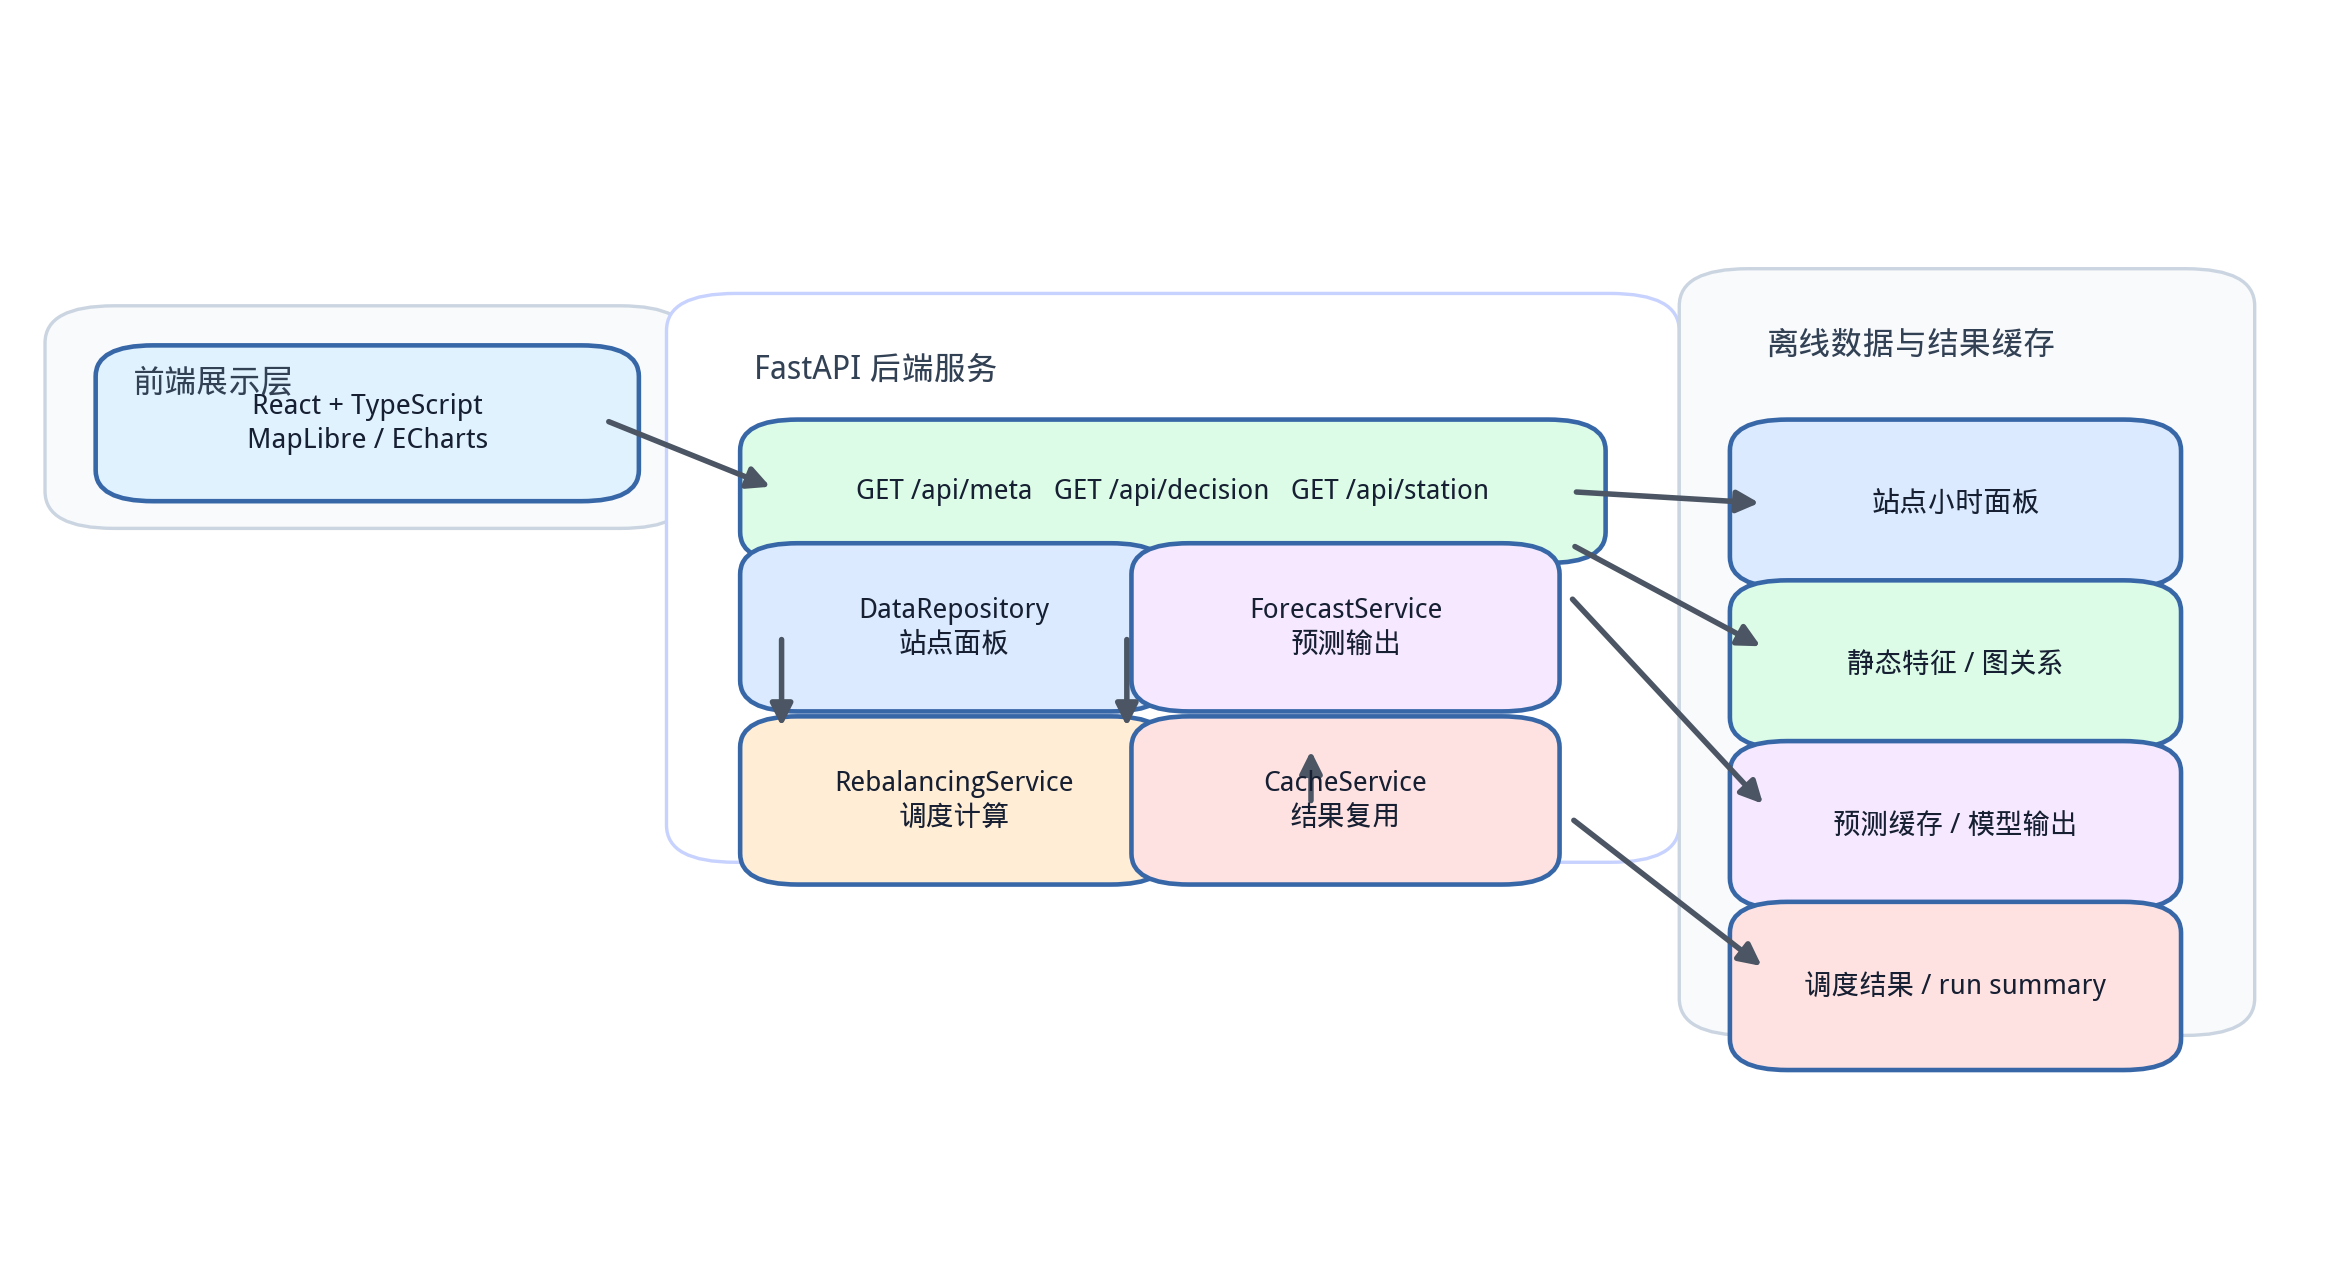 前端展示层
React + TypeScript
MapLibre / ECharts
FastAPI 后端服务
GET /api/meta   GET /api/decision   GET /api/station
DataRepository
站点面板
ForecastService
预测输出
RebalancingService
调度计算
CacheService
结果复用
离线数据与结果缓存
站点小时面板
静态特征 / 图关系
预测缓存 / 模型输出
调度结果 / run summary